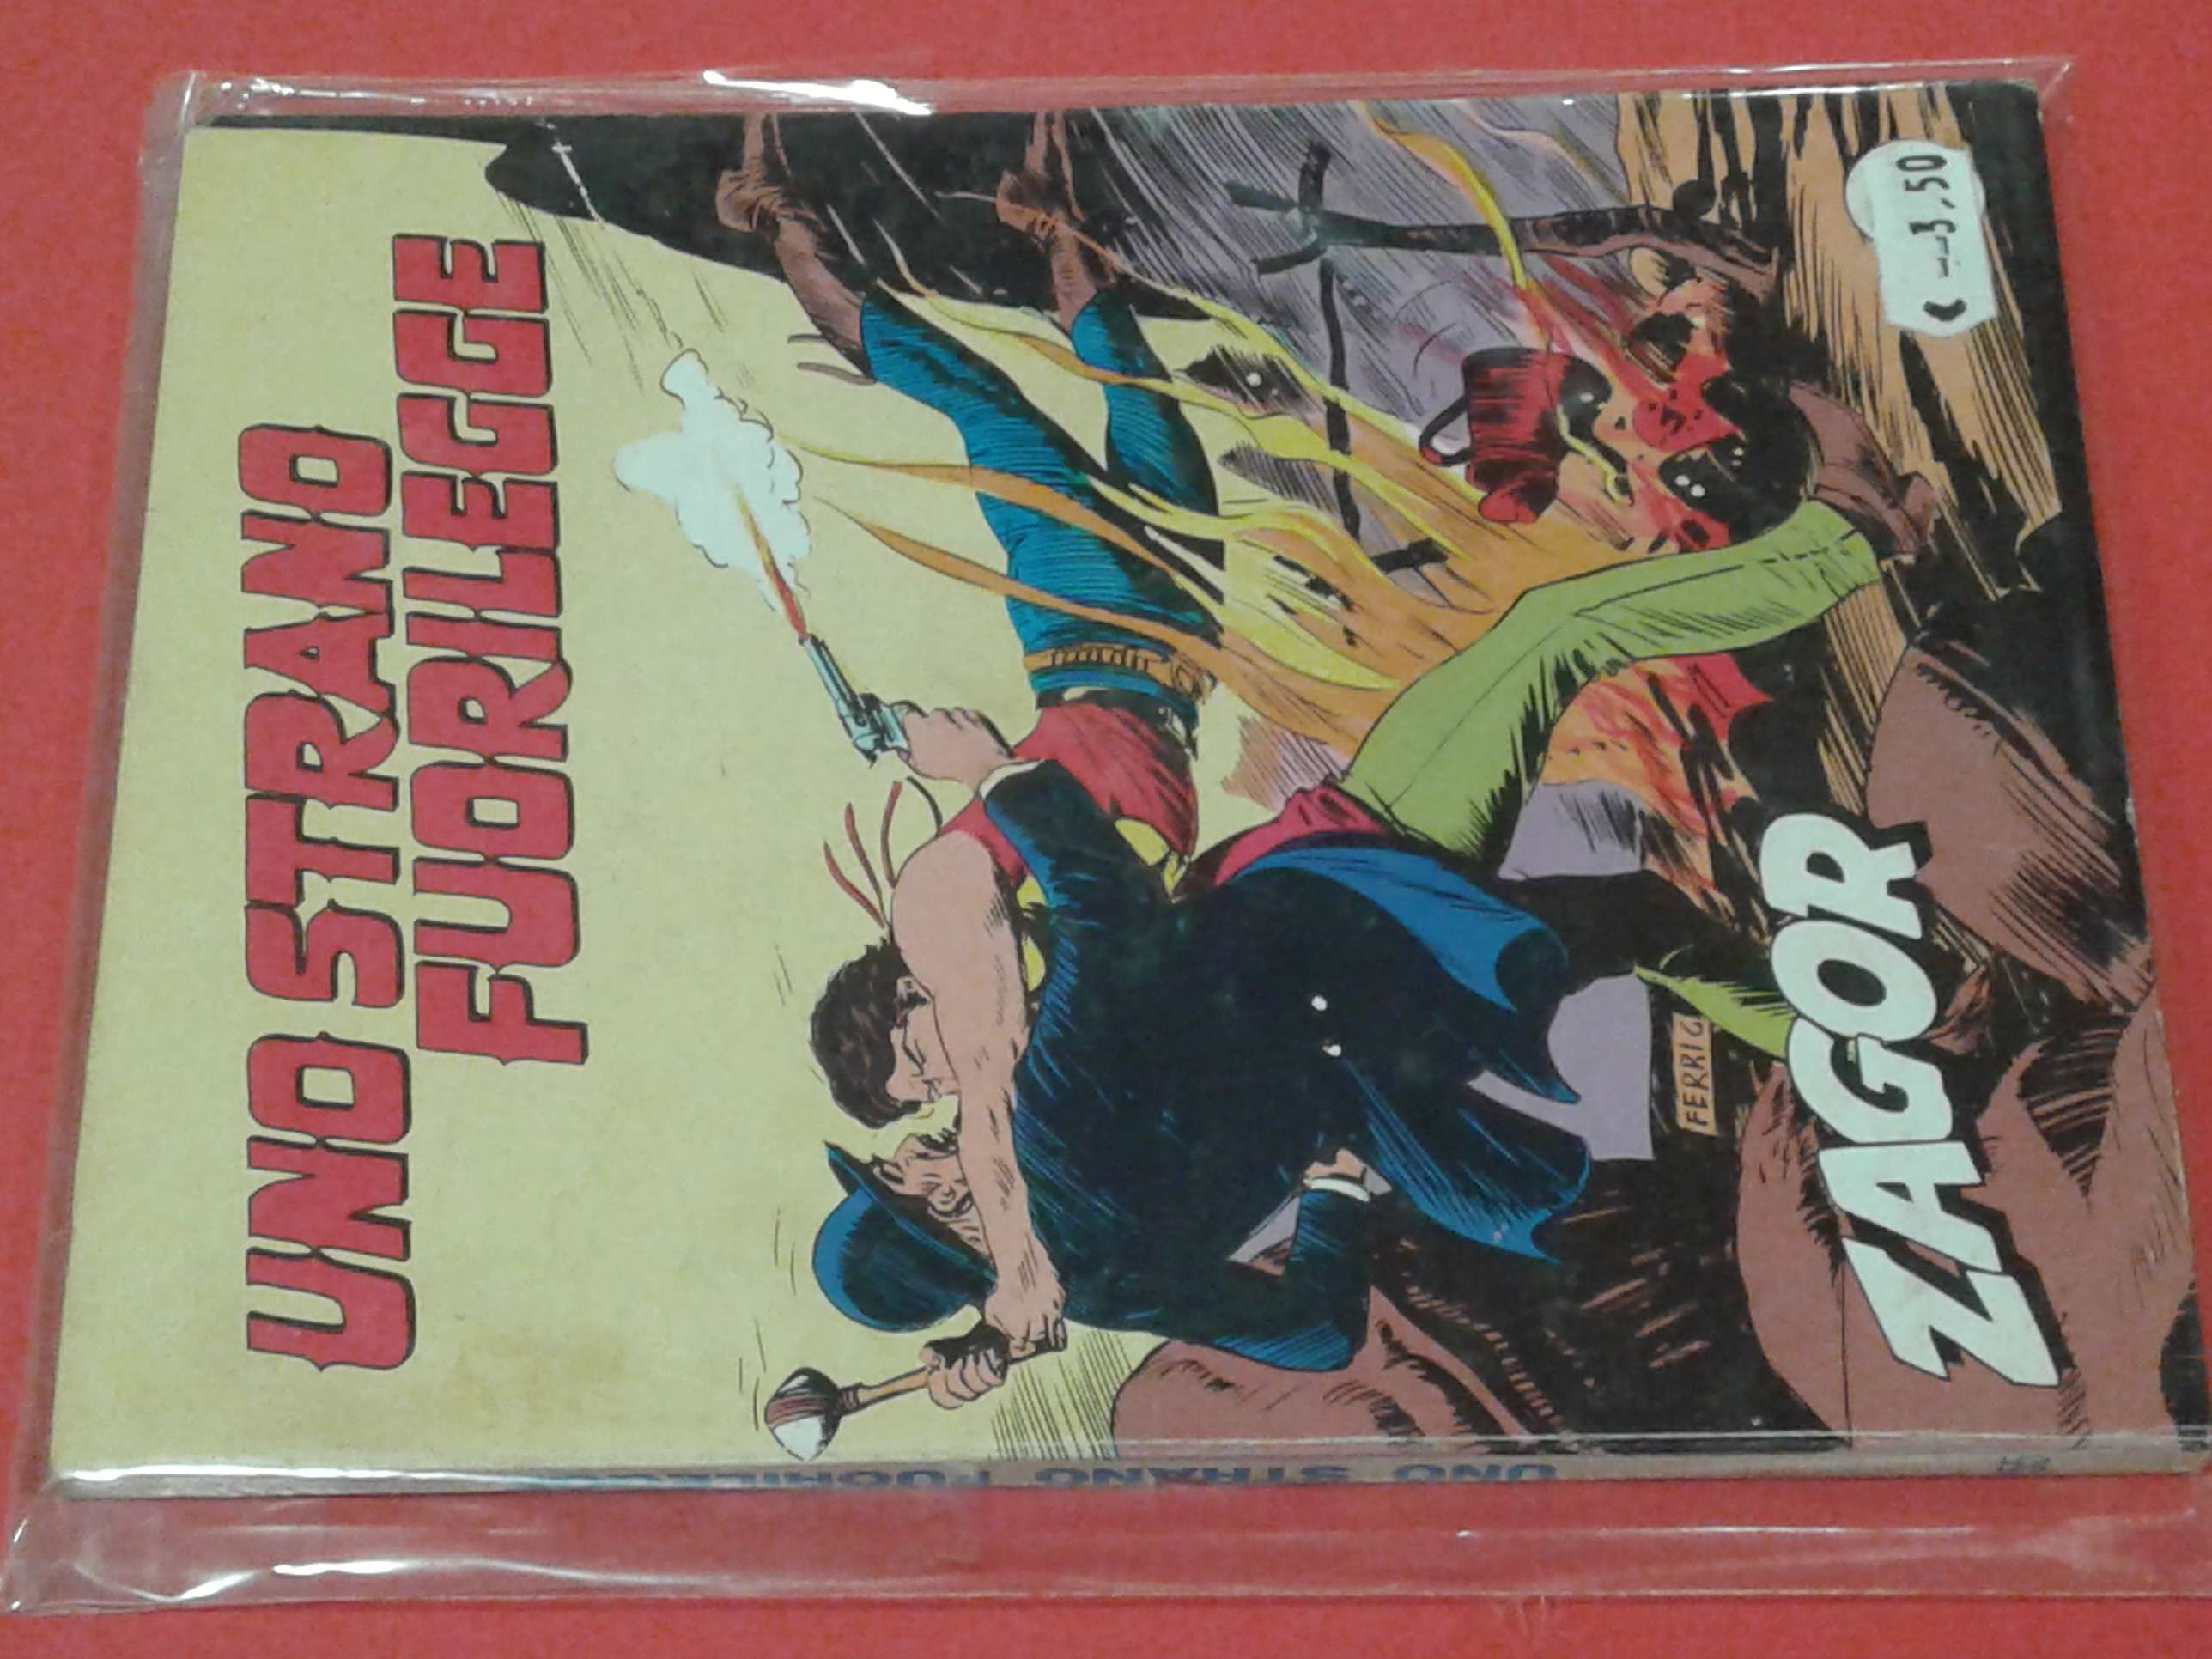 UNO STRANO
FUORILEGGE
FERRI G
ZAGOR
€ --3,50
UNO STRANO FUORILEGGE